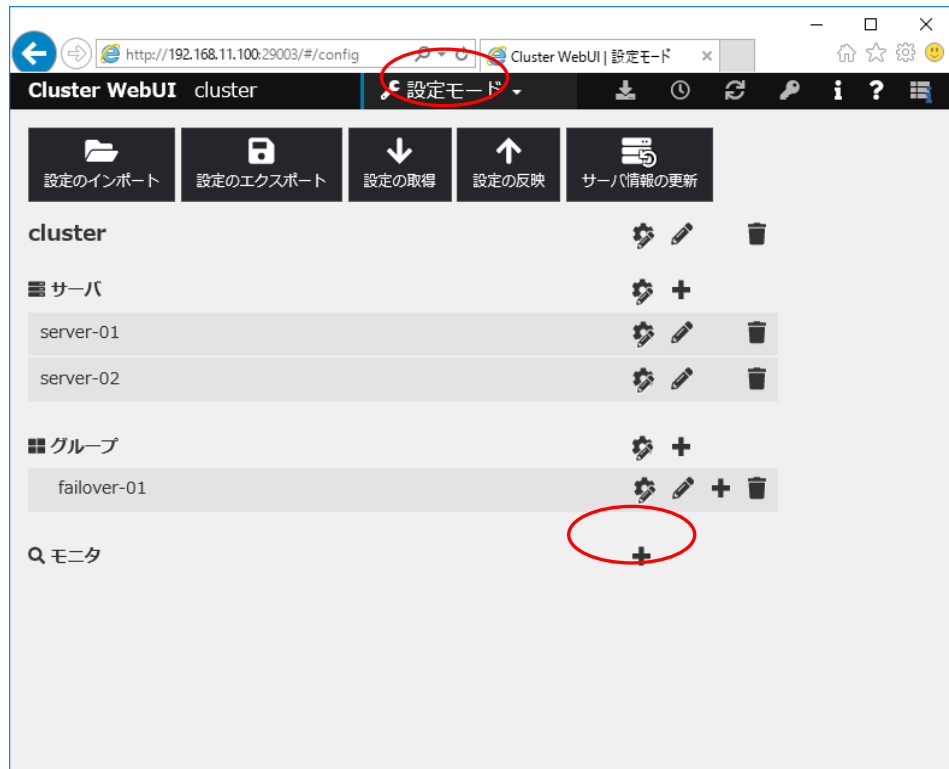 http://192.168.11.100:29003/#/config
Cluster WebUI | 設定モード
Cluster WebUI cluster 設定モード
設定のインポート 設定のエクスポート 設定の取得 設定の反映 サーバ情報の更新
cluster
サーバ
server-01
server-02
グループ
failover-01
モニタ